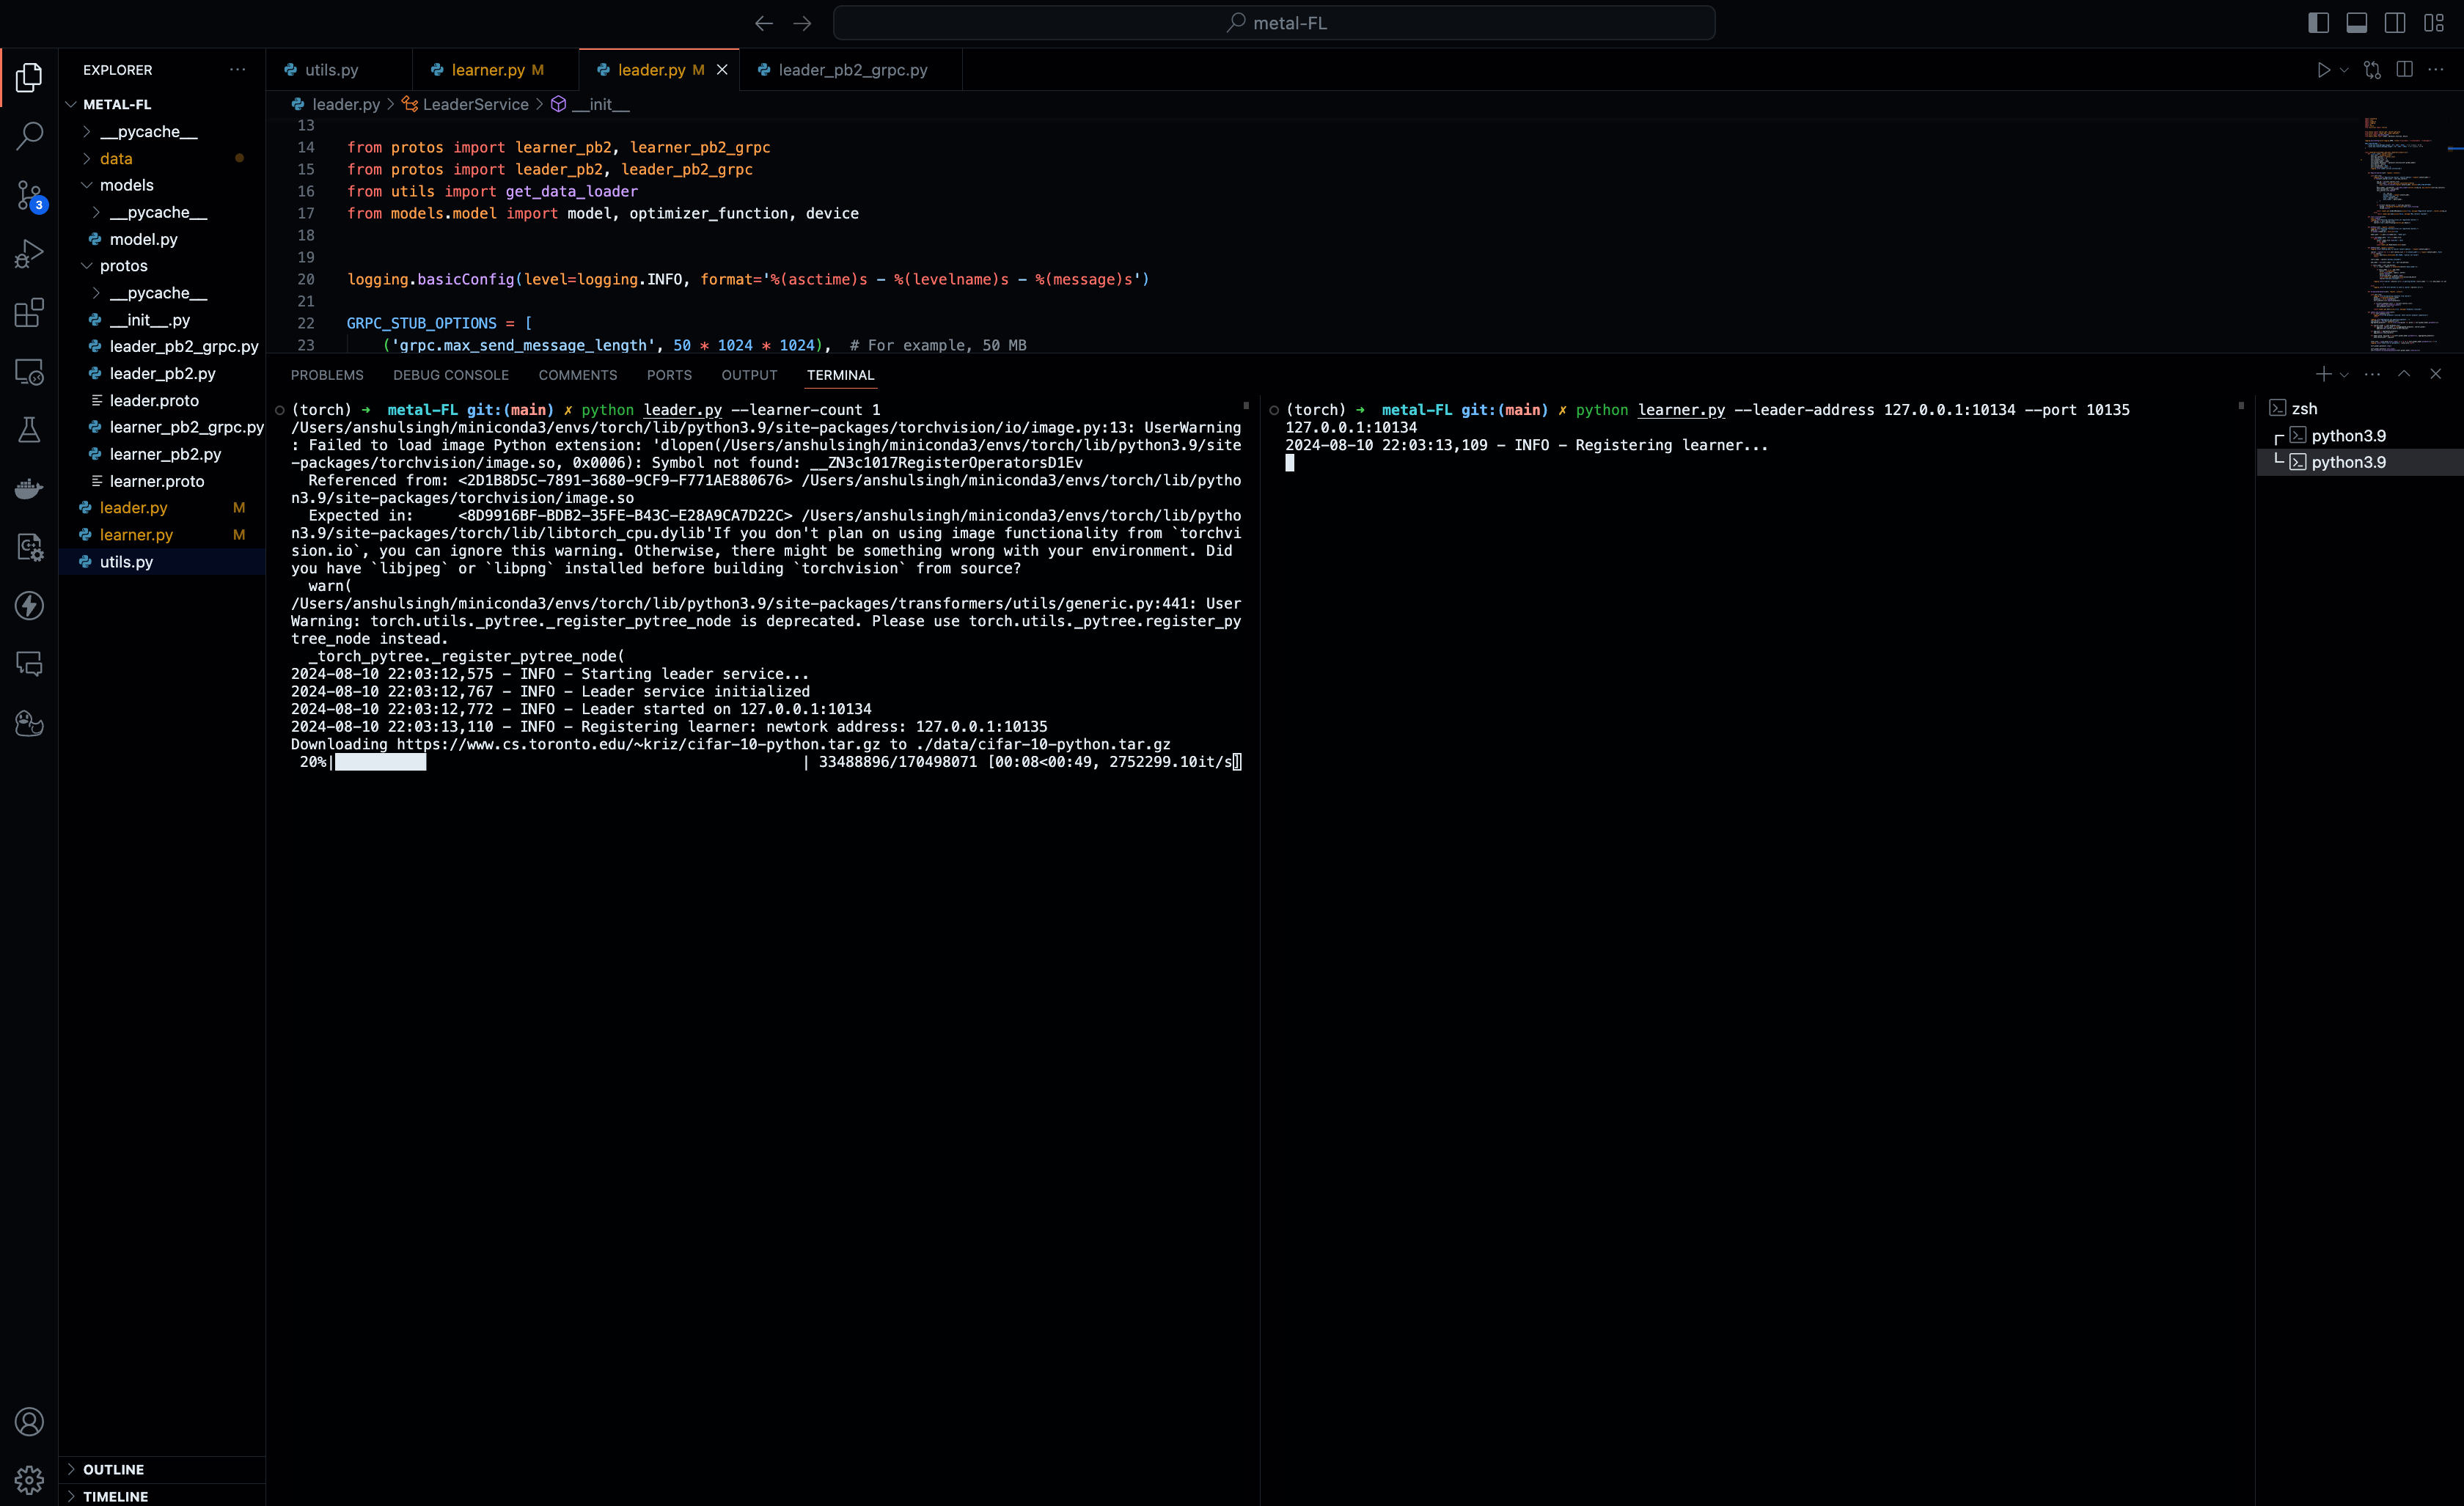 metal-FL
EXPLORER
METAL-FL
__pycache__
data
models
__pycache__
model.py
protos
__pycache__
__init__.py
leader_pb2_grpc.py
leader_pb2.py
leader.proto
learner_pb2_grpc.py
learner_pb2.py
learner.proto
leader.py M
learner.py M
utils.py
OUTLINE
TIMELINE
3
utils.py learner.py M leader.py M leader_pb2_grpc.py
leader.py > LeaderService > __init__
13
14 from protos import learner_pb2, learner_pb2_grpc
15 from protos import leader_pb2, leader_pb2_grpc
16 from utils import get_data_loader
17 from models.model import model, optimizer_function, device
18
19
20 logging.basicConfig(level=logging.INFO, format='%(asctime)s - %(levelname)s - %(message)s')
21
22 GRPC_STUB_OPTIONS = [
23 ('grpc.max_send_message_length', 50 * 1024 * 1024), # For example, 50 MB
PROBLEMS DEBUG CONSOLE COMMENTS PORTS OUTPUT TERMINAL
(torch) → metal-FL git:(main) ✗ python leader.py --learner-count 1
/Users/anshulsingh/miniconda3/envs/torch/lib/python3.9/site-packages/torchvision/io/image.py:13: UserWarning
: Failed to load image Python extension: 'dlopen(/Users/anshulsingh/miniconda3/envs/torch/lib/python3.9/site
-packages/torchvision/image.so, 0x0006): Symbol not found: __ZN3c1017RegisterOperatorsD1Ev
Referenced from: <2D1B8D5C-7891-3680-9CF9-F771AE880676> /Users/anshulsingh/miniconda3/envs/torch/lib/pytho
n3.9/site-packages/torchvision/image.so
Expected in: <8D9916BF-BDB2-35FE-B43C-E28A9CA7D22C> /Users/anshulsingh/miniconda3/envs/torch/lib/pytho
n3.9/site-packages/torch/lib/libtorch_cpu.dylib'If you don't plan on using image functionality from `torchvi
sion.io`, you can ignore this warning. Otherwise, there might be something wrong with your environment. Did
you have `libjpeg` or `libpng` installed before building `torchvision` from source?
warn(
/Users/anshulsingh/miniconda3/envs/torch/lib/python3.9/site-packages/transformers/utils/generic.py:441: User
Warning: torch.utils._pytree._register_pytree_node is deprecated. Please use torch.utils._pytree.register_py
tree_node instead.
_torch_pytree._register_pytree_node(
2024-08-10 22:03:12,575 - INFO - Starting leader service...
2024-08-10 22:03:12,767 - INFO - Leader service initialized
2024-08-10 22:03:12,772 - INFO - Leader started on 127.0.0.1:10134
2024-08-10 22:03:13,110 - INFO - Registering learner: newtork address: 127.0.0.1:10135
Downloading https://www.cs.toronto.edu/~kriz/cifar-10-python.tar.gz to ./data/cifar-10-python.tar.gz
20%| | 33488896/170498071 [00:08<00:49, 2752299.10it/s]
(torch) → metal-FL git:(main) ✗ python learner.py --leader-address 127.0.0.1:10134 --port 10135
127.0.0.1:10134
2024-08-10 22:03:13,109 - INFO - Registering learner...
zsh
python3.9
python3.9